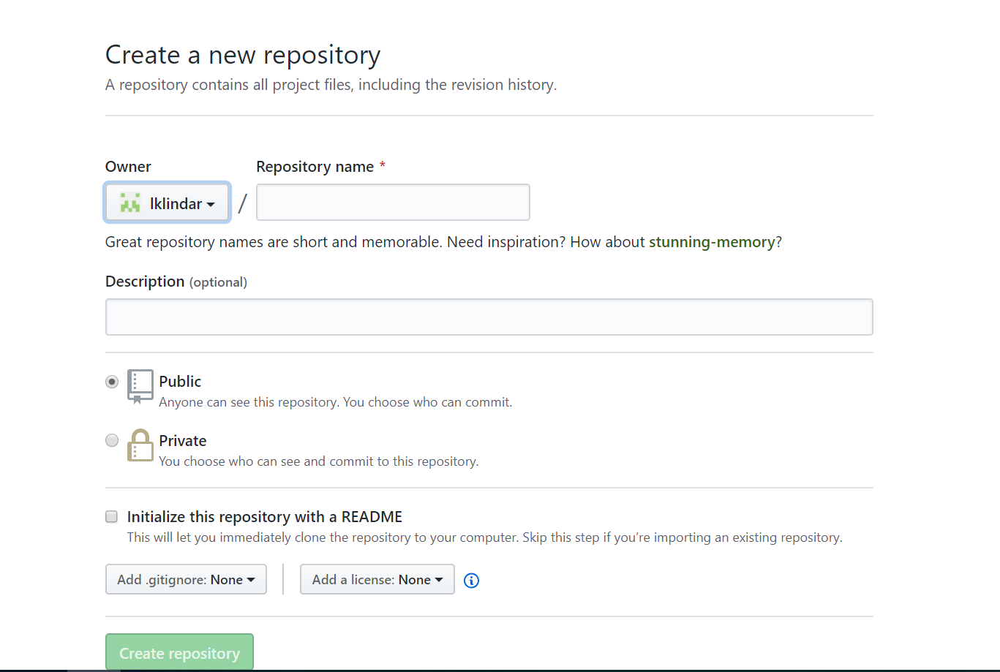 Create a new repository
A repository contains all project files, including the revision history.
Owner Repository name *
lklindar / 
Great repository names are short and memorable. Need inspiration? How about stunning-memory?
Description (optional)
Public
Anyone can see this repository. You choose who can commit.
Private
You choose who can see and commit to this repository.
Initialize this repository with a README
This will let you immediately clone the repository to your computer. Skip this step if you’re importing an existing repository.
Add .gitignore: None Add a license: None
Create repository